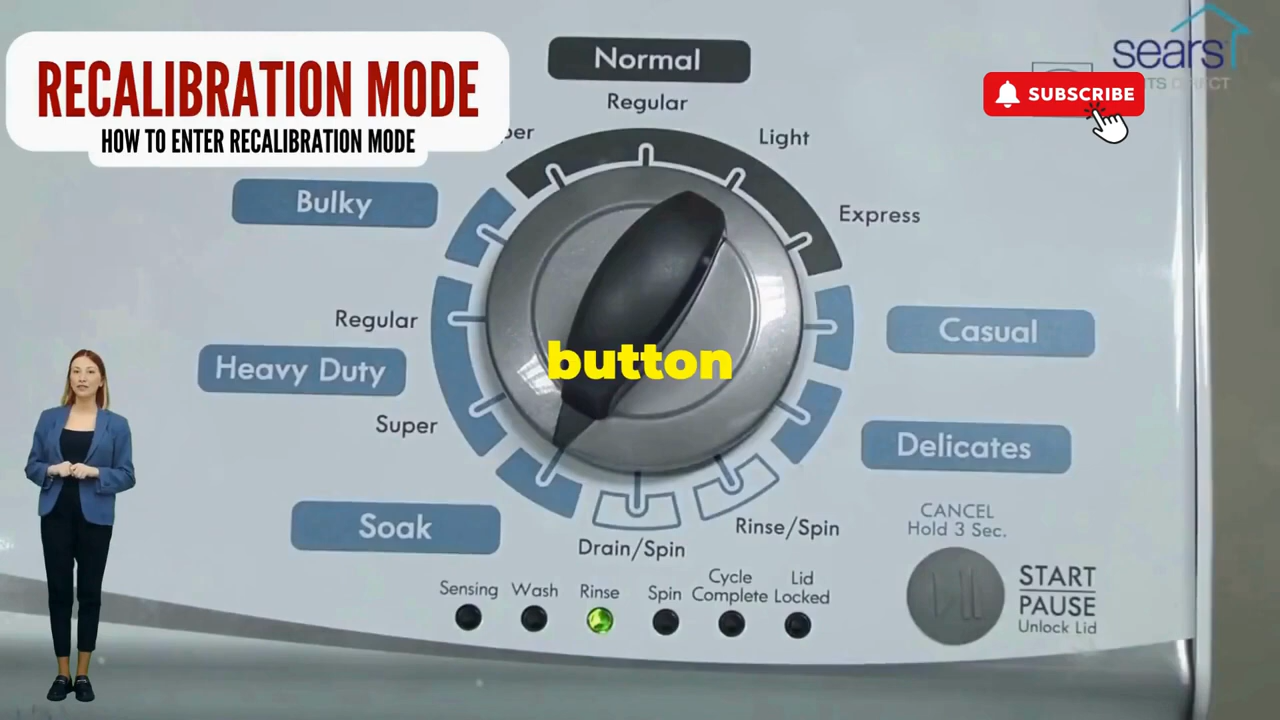 RECALIBRATION MODE
HOW TO ENTER RECALIBRATION MODE
sears
DIRECT
SUBSCRIBE
Normal
Regular
Light
Express
Bulky
Regular
Heavy Duty
Super
Casual
Delicates
button
Soak
Drain/Spin
Rinse/Spin
CANCEL
Hold 3 Sec.
Sensing
Wash
Rinse
Spin
Cycle
Complete
Lid
Locked
START
PAUSE
Unlock Lid